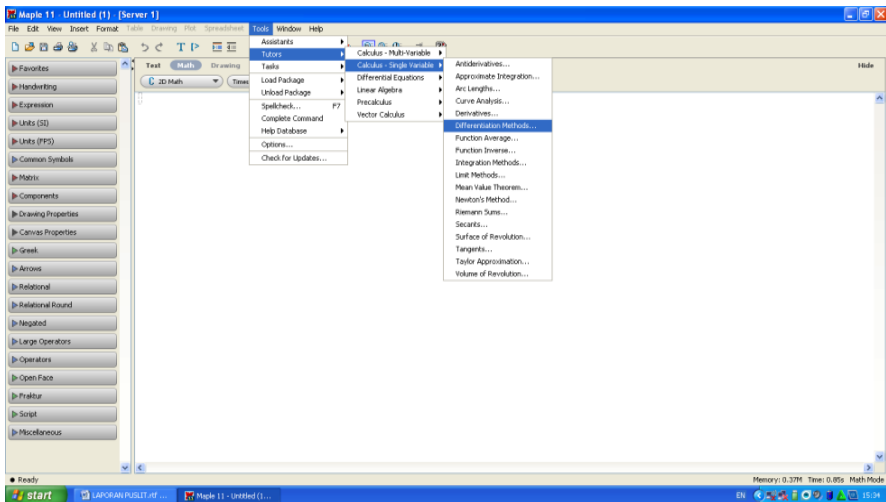 Maple 11 - Untitled (1) - [Server 1]
File Edit View Insert Format Table Drawing Plot Spreadsheet Tools Window Help
Text Math Drawing
Hide
C 2D Math Times
Favorites
Handwriting
Expression
Units (SI)
Units (FPS)
Common Symbols
Matrix
Components
Drawing Properties
Canvas Properties
Greek
Arrows
Relational
Relational Round
Negated
Large Operators
Operators
Open Face
Fraktur
Script
Miscellaneous
Assistants
Tutors
Tasks
Load Package
Unload Package
Spellcheck... F7
Complete Command
Help Database
Options...
Check for Updates...
Calculus - Multi-Variable
Calculus - Single Variable
Differential Equations
Linear Algebra
Precalculus
Vector Calculus
Antiderivatives...
Approximate Integration...
Arc Lengths...
Curve Analysis...
Derivatives...
Differentiation Methods...
Function Average...
Function Inverse...
Integration Methods...
Limit Methods...
Mean Value Theorem...
Newton's Method...
Riemann Sums...
Secants...
Surface of Revolution...
Tangents...
Taylor Approximation...
Volume of Revolution...
Ready
Memory: 0.37M Time: 0.85s Math Mode
start
LAPORAN PUSLIT.rtf ...
Maple 11 - Untitled (1...
EN
15:34